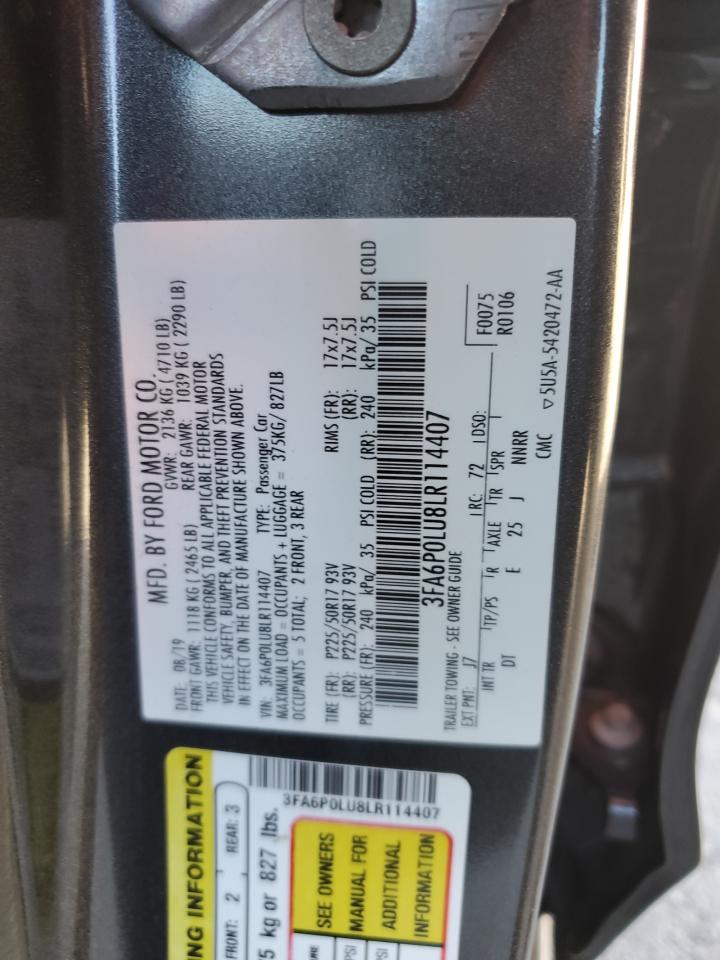 MFD. BY FORD MOTOR CO.
DATE: 08/19 GVWR: 2136 KG ( 4710 LB)
FRONT GAWR: 1118 KG ( 2465 LB) REAR GAWR: 1039 KG ( 2290 LB)
THIS VEHICLE CONFORMS TO ALL APPLICABLE FEDERAL MOTOR
VEHICLE SAFETY, BUMPER, AND THEFT PREVENTION STANDARDS
IN EFFECT ON THE DATE OF MANUFACTURE SHOWN ABOVE.
VIN: 3FA6P0LU8LR114407 TYPE: Passenger Car
MAXIMUM LOAD = OCCUPANTS + LUGGAGE = 375KG/ 827LB
OCCUPANTS = 5 TOTAL; 2 FRONT, 3 REAR
TIRE (FR): P225/50R17 93V RIMS (FR): 17x7.5J
(RR): P225/50R17 93V (RR): 17x7.5J
PRESSURE (FR): 240 kPa/ 35 PSI COLD (RR): 240 kPa/ 35 PSI COLD
3FA6P0LU8LR114407
TRAILER TOWING - SEE OWNER GUIDE
EXT PNT: J7 RC: 72 DSO: F0075
R0106
INT TR TP/PS R AXLE TR SPR
DT E 25 J NNRR
CMC ▽5U5A-5420472-AA
NG INFORMATION
FRONT: 2 REAR: 3
5 kg or 827 lbs.
3FA6P0LU8LR114407
SEE OWNERS
MANUAL FOR
ADDITIONAL
INFORMATION
PSI
PSI